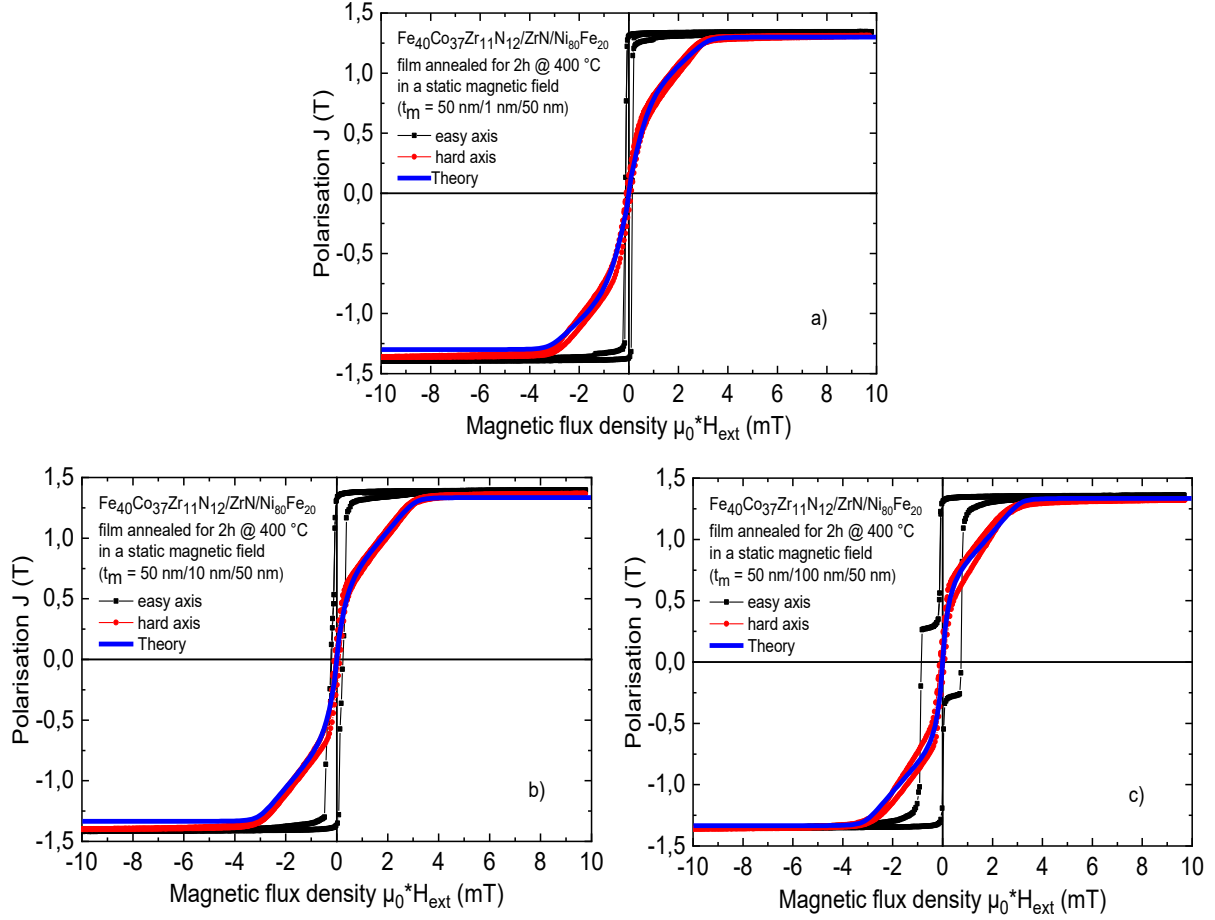 Fe40Co37Zr11N12/ZrN/Ni80Fe20
film annealed for 2h @ 400 °C
in a static magnetic field
(tm = 50 nm/1 nm/50 nm)
easy axis
hard axis
Theory
a)
1,5
1,0
0,5
0,0
-0,5
-1,0
-1,5
-10 -8 -6 -4 -2 0 2 4 6 8 10
Polarisation J (T)
Magnetic flux density µ0*Hext (mT)
Fe40Co37Zr11N12/ZrN/Ni80Fe20
film annealed for 2h @ 400 °C
in a static magnetic field
(tm = 50 nm/10 nm/50 nm)
easy axis
hard axis
Theory
b)
1,5
1,0
0,5
0,0
-0,5
-1,0
-1,5
-10 -8 -6 -4 -2 0 2 4 6 8 10
Polarisation J (T)
Magnetic flux density µ0*Hext (mT)
Fe40Co37Zr11N12/ZrN/Ni80Fe20
film annealed for 2h @ 400 °C
in a static magnetic field
(tm = 50 nm/100 nm/50 nm)
easy axis
hard axis
Theory
c)
1,5
1,0
0,5
0,0
-0,5
-1,0
-1,5
-10 -8 -6 -4 -2 0 2 4 6 8 10
Polarisation J (T)
Magnetic flux density µ0*Hext (mT)